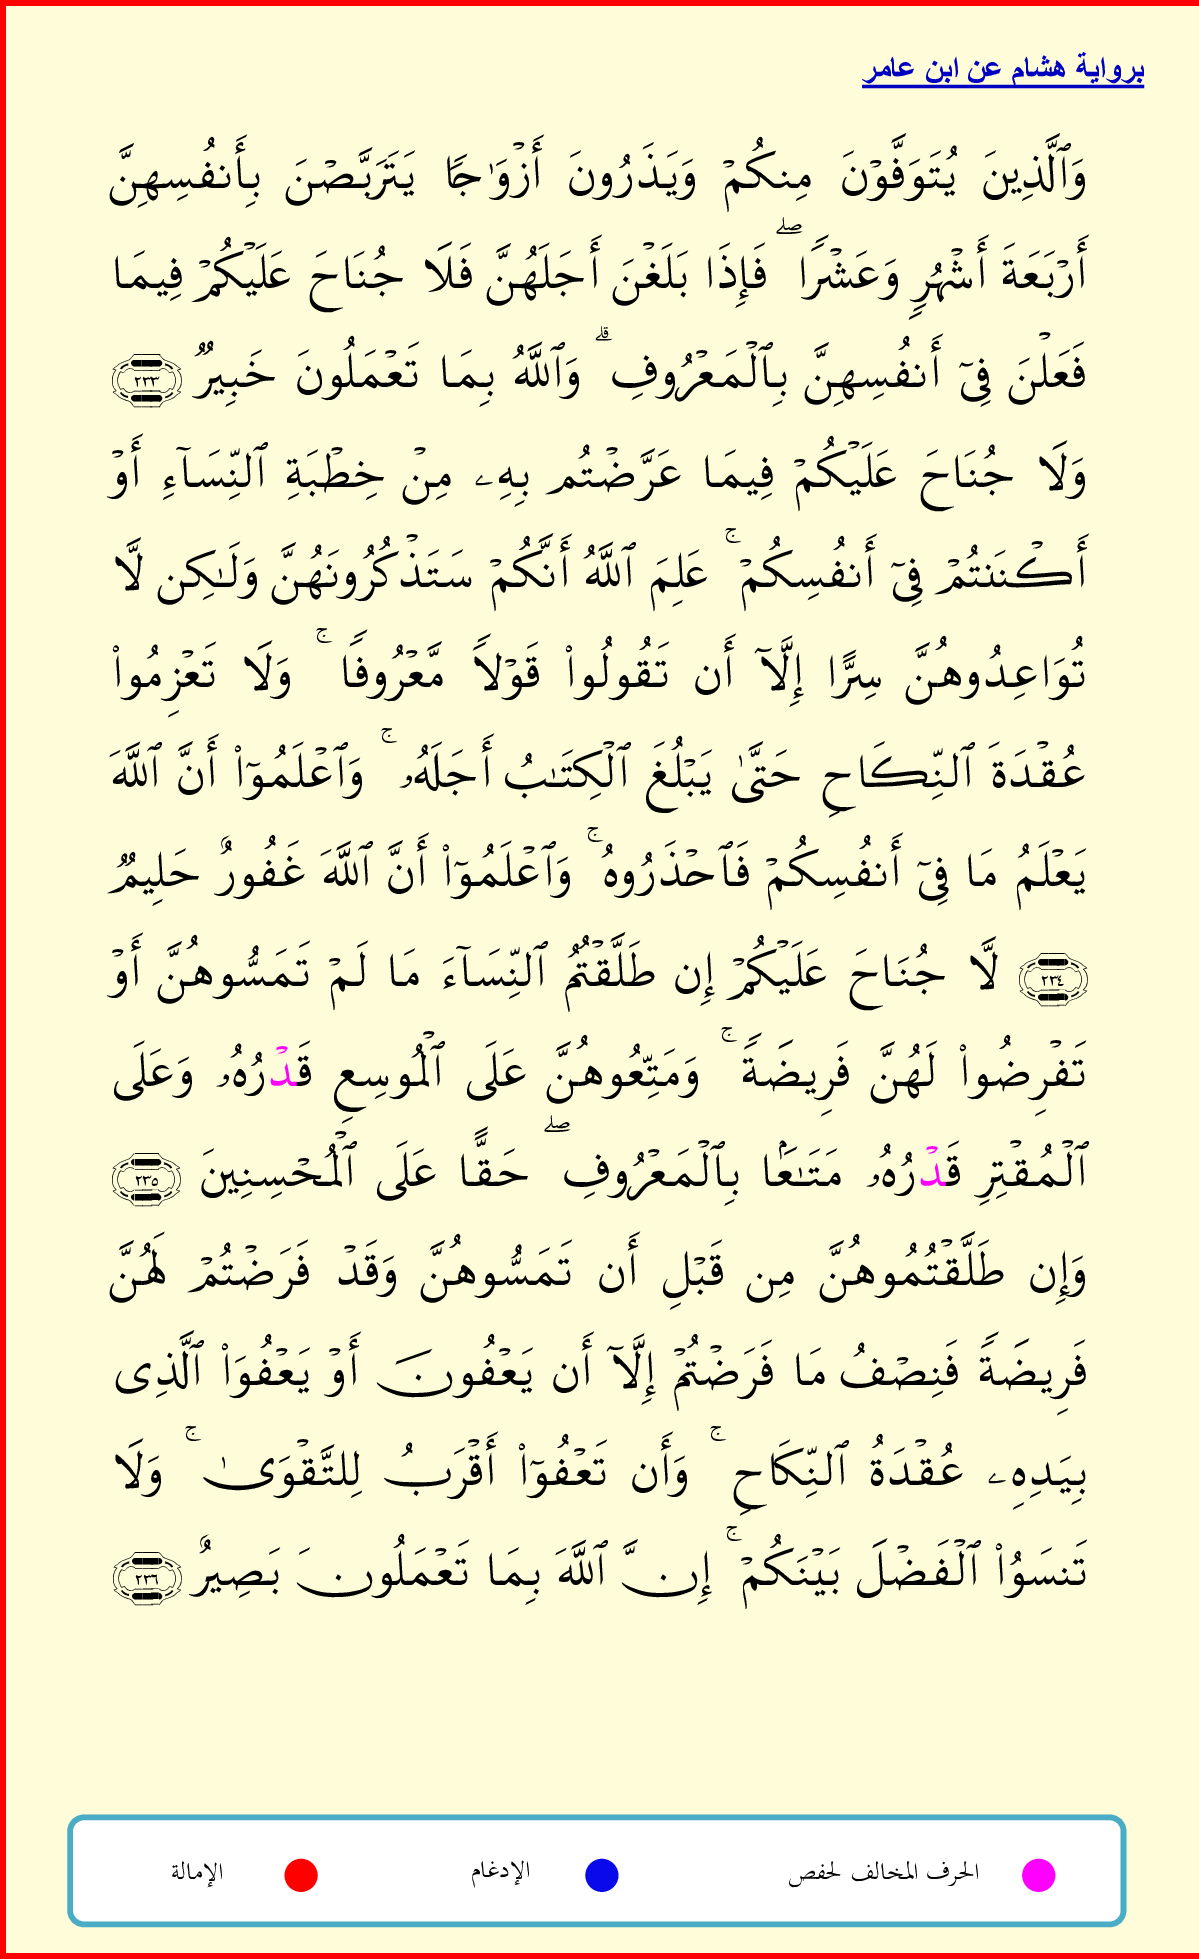 برواية هشام عن ابن عامر
وَٱلَّذِينَ يُتَوَفَّوْنَ مِنكُمْ وَيَذَرُونَ أَزْوَٰجًا يَتَرَبَّصْنَ بِأَنفُسِهِنَّ
أَرْبَعَةَ أَشْهُرٍ وَعَشْرًا ۖ فَإِذَا بَلَغْنَ أَجَلَهُنَّ فَلَا جُنَاحَ عَلَيْكُمْ فِيمَا
فَعَلْنَ فِىٓ أَنفُسِهِنَّ بِٱلْمَعْرُوفِ ۗ وَٱللَّهُ بِمَا تَعْمَلُونَ خَبِيرٌ ٢٣٣
وَلَا جُنَاحَ عَلَيْكُمْ فِيمَا عَرَّضْتُم بِهِۦ مِنْ خِطْبَةِ ٱلنِّسَآءِ أَوْ
أَكْنَنتُمْ فِىٓ أَنفُسِكُمْ ۚ عَلِمَ ٱللَّهُ أَنَّكُمْ سَتَذْكُرُونَهُنَّ وَلَـٰكِن لَّا
تُوَاعِدُوهُنَّ سِرًّا إِلَّآ أَن تَقُولُوا۟ قَوْلًا مَّعْرُوفًا ۚ وَلَا تَعْزِمُوا۟
عُقْدَةَ ٱلنِّكَاحِ حَتَّىٰ يَبْلُغَ ٱلْكِتَـٰبُ أَجَلَهُۥ ۚ وَٱعْلَمُوٓا۟ أَنَّ ٱللَّهَ
يَعْلَمُ مَا فِىٓ أَنفُسِكُمْ فَٱحْذَرُوهُ ۚ وَٱعْلَمُوٓا۟ أَنَّ ٱللَّهَ غَفُورٌ حَلِيمٌ
٢٣٤ لَّا جُنَاحَ عَلَيْكُمْ إِن طَلَّقْتُمُ ٱلنِّسَآءَ مَا لَمْ تَمَسُّوهُنَّ أَوْ
تَفْرِضُوا۟ لَهُنَّ فَرِيضَةً ۚ وَمَتِّعُوهُنَّ عَلَى ٱلْمُوسِعِ قَدْرُهُۥ وَعَلَى
ٱلْمُقْتِرِ قَدْرُهُۥ مَتَـٰعًۢا بِٱلْمَعْرُوفِ ۖ حَقًّا عَلَى ٱلْمُحْسِنِينَ ٢٣٥
وَإِن طَلَّقْتُمُوهُنَّ مِن قَبْلِ أَن تَمَسُّوهُنَّ وَقَدْ فَرَضْتُمْ لَهُنَّ
فَرِيضَةً فَنِصْفُ مَا فَرَضْتُمْ إِلَّآ أَن يَعْفُونَ أَوْ يَعْفُوَا۟ ٱلَّذِى
بِيَدِهِۦ عُقْدَةُ ٱلنِّكَاحِ ۚ وَأَن تَعْفُوٓا۟ أَقْرَبُ لِلتَّقْوَىٰ ۚ وَلَا
تَنسَوُا۟ ٱلْفَضْلَ بَيْنَكُمْ ۚ إِنَّ ٱللَّهَ بِمَا تَعْمَلُونَ بَصِيرٌ ٢٣٦
الحرف المخالف لحفص الإدغام الإمالة